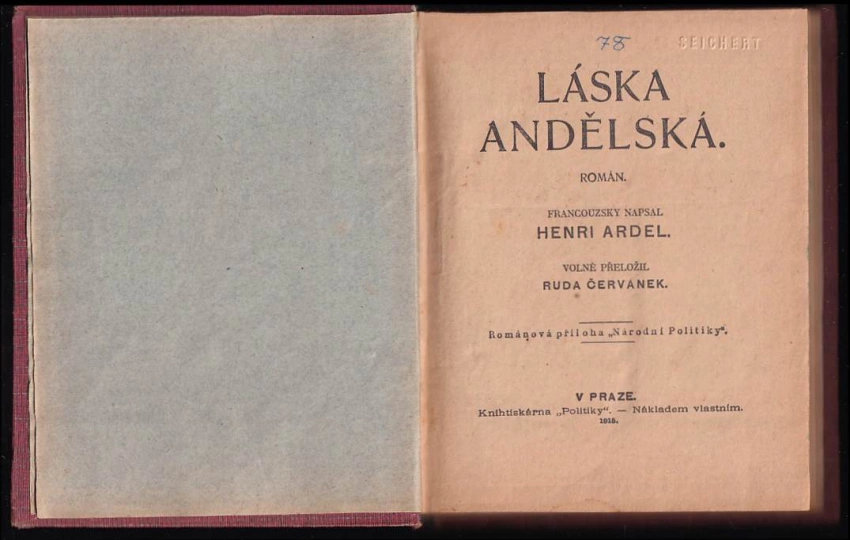 78 SEICHERT
LÁSKA
ANDĚLSKÁ.
ROMÁN.
FRANCOUZSKY NAPSAL
HENRI ARDEL.
VOLNĚ PŘELOŽIL
RUDA ČERVÁNEK.
Románová příloha „Národní Politiky“.
V PRAZE.
Knihtiskárna „Politiky“. — Nákladem vlastním.
1915.